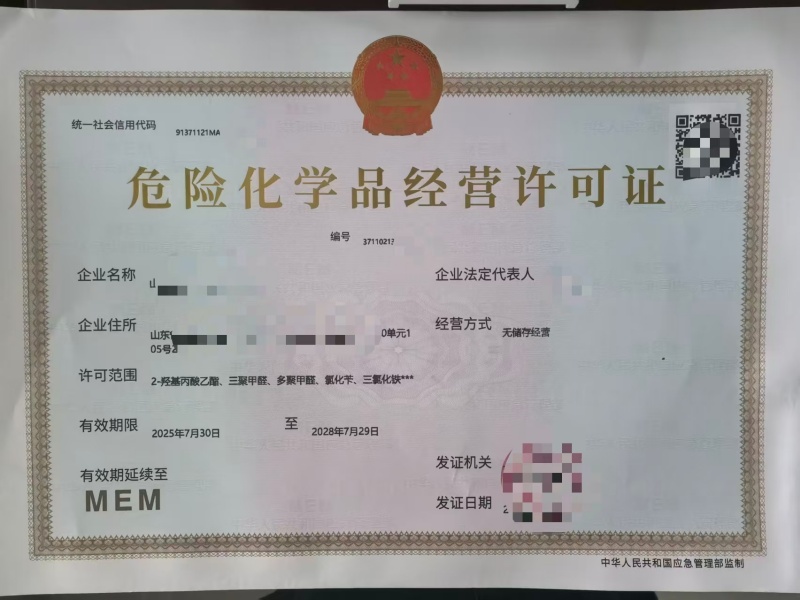 统一社会信用代码 91371121MA
危险化学品经营许可证
编号 3711021?
企业名称 山
企业法定代表人
企业住所 山东 0单元1
05号2
经营方式 无储存经营
许可范围 2-羟基丙酸乙酯、三聚甲醛、多聚甲醛、氯化苄、三氯化铁***
有效期限 2025年7月30日 至 2028年7月29日
发证机关
有效期延续至
MEM
发证日期 2
中华人民共和国应急管理部监制